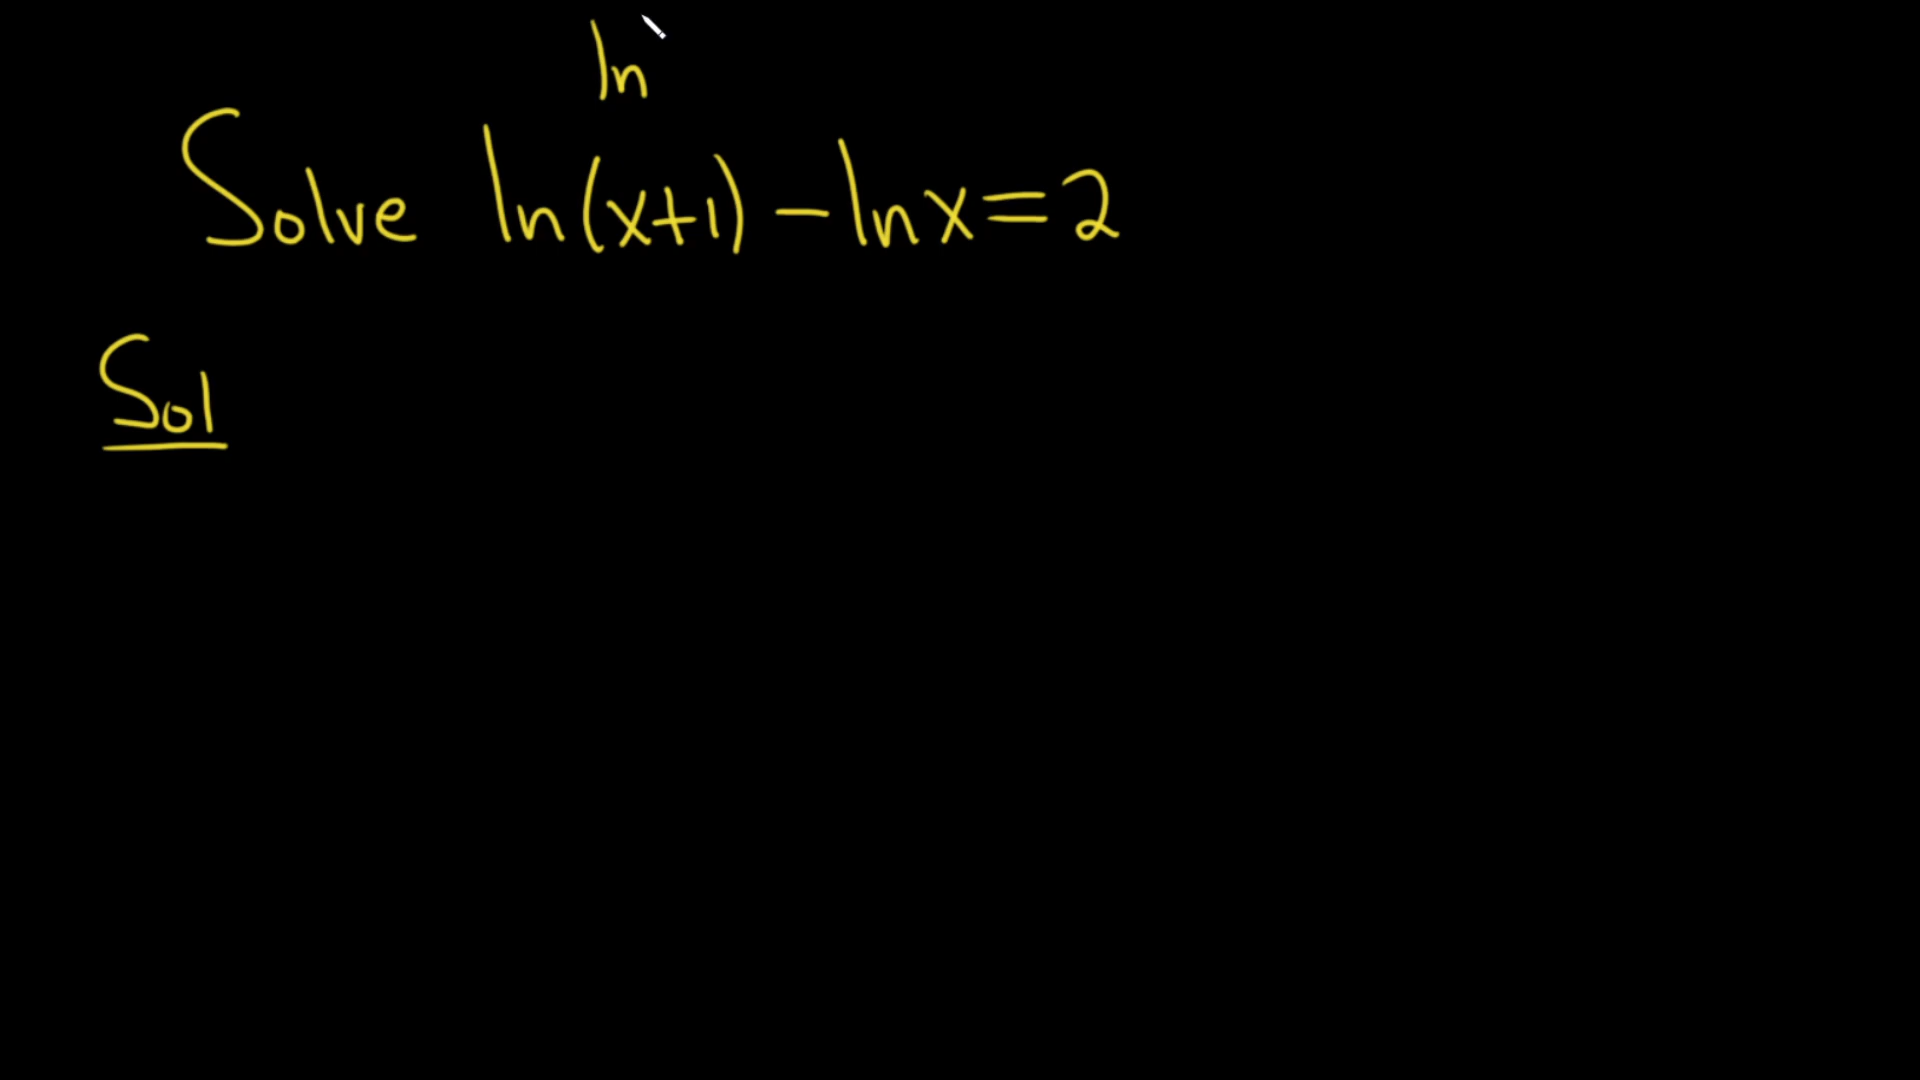 ln
Solve ln(x+1) - ln x = 2
Sol